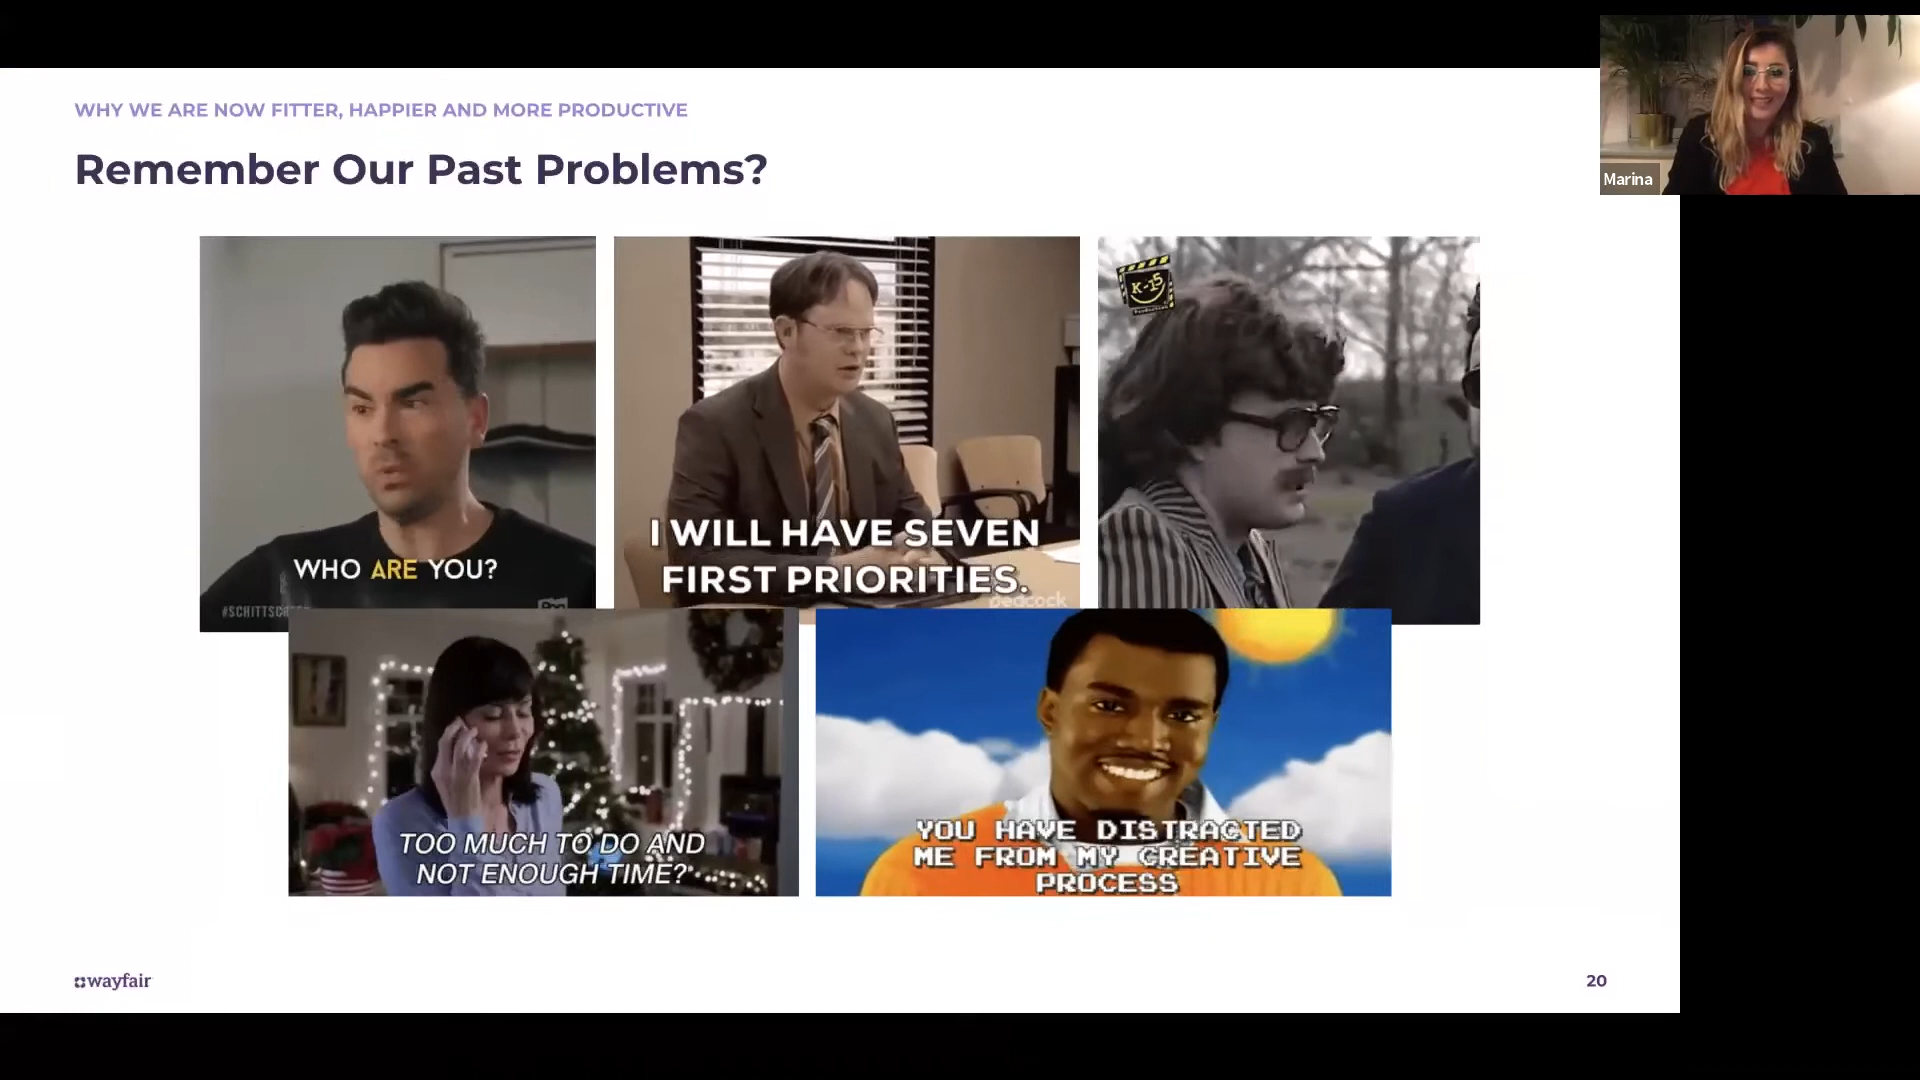 WHY WE ARE NOW FITTER, HAPPIER AND MORE PRODUCTIVE
Remember Our Past Problems?
Marina
K-15
WHO ARE YOU?
I WILL HAVE SEVEN
FIRST PRIORITIES.
peacock
TOO MUCH TO DO AND
NOT ENOUGH TIME?
YOU HAVE DISTRACTED
ME FROM MY CREATIVE
PROCESS
wayfair
20